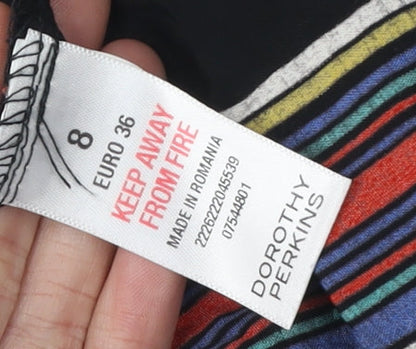 8
EURO 36
KEEP AWAY
FROM FIRE
MADE IN ROMANIA
2226222045539
07544801
DOROTHY
PERKINS